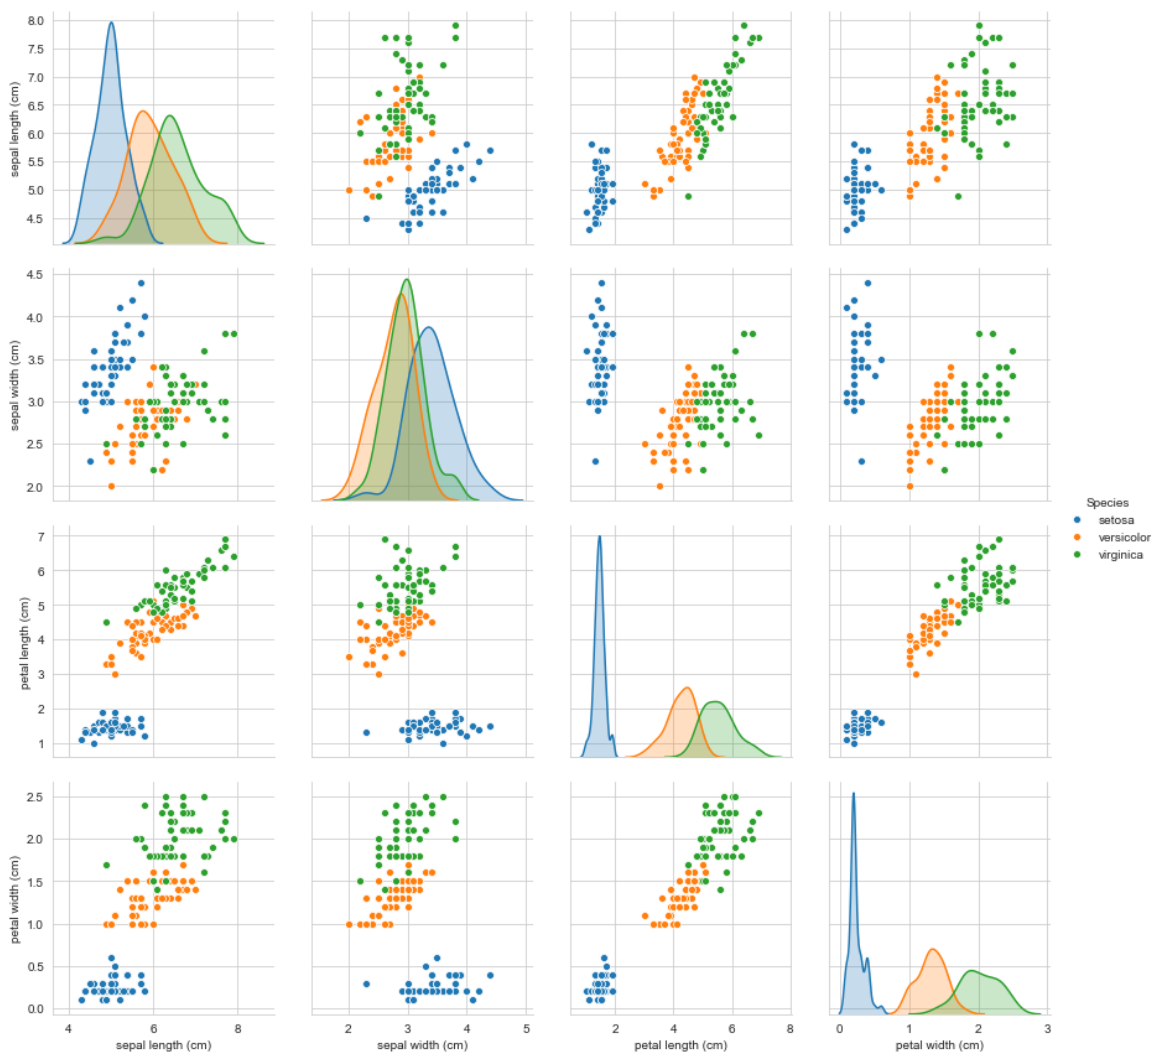 8.0
7.5
7.0
6.5
6.0
5.5
5.0
4.5
sepal length (cm)
4.5
4.0
3.5
3.0
2.5
2.0
sepal width (cm)
Species
setosa
versicolor
virginica
7
6
5
4
3
2
1
petal length (cm)
2.5
2.0
1.5
1.0
0.5
0.0
petal width (cm)
4 6 8
2 3 4 5
2 4 6 8
0 1 2 3
sepal length (cm)
sepal width (cm)
petal length (cm)
petal width (cm)